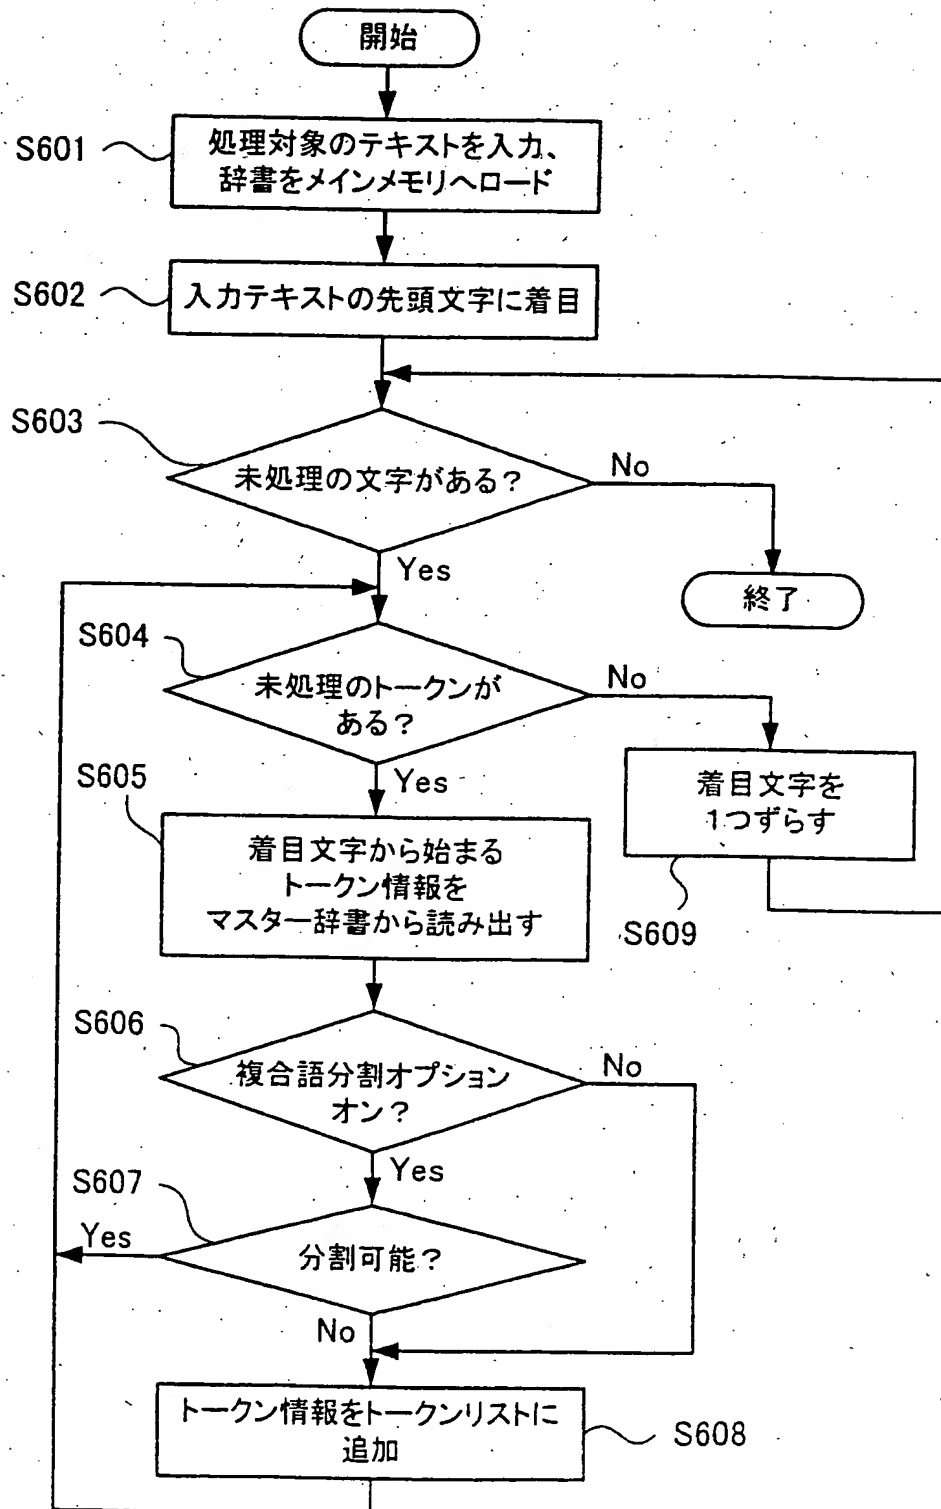 開始
S601
処理対象のテキストを入力、
辞書をメインメモリへロード
S602
入力テキストの先頭文字に着目
S603
未処理の文字がある?
No
Yes
終了
S604
未処理のトークンが
ある?
No
Yes
S605
着目文字から始まる
トークン情報を
マスター辞書から読み出す
着目文字を
1つずらす
S609
S606
複合語分割オプション
オン?
No
Yes
S607
分割可能?
Yes
No
トークン情報をトークンリストに
追加
S608